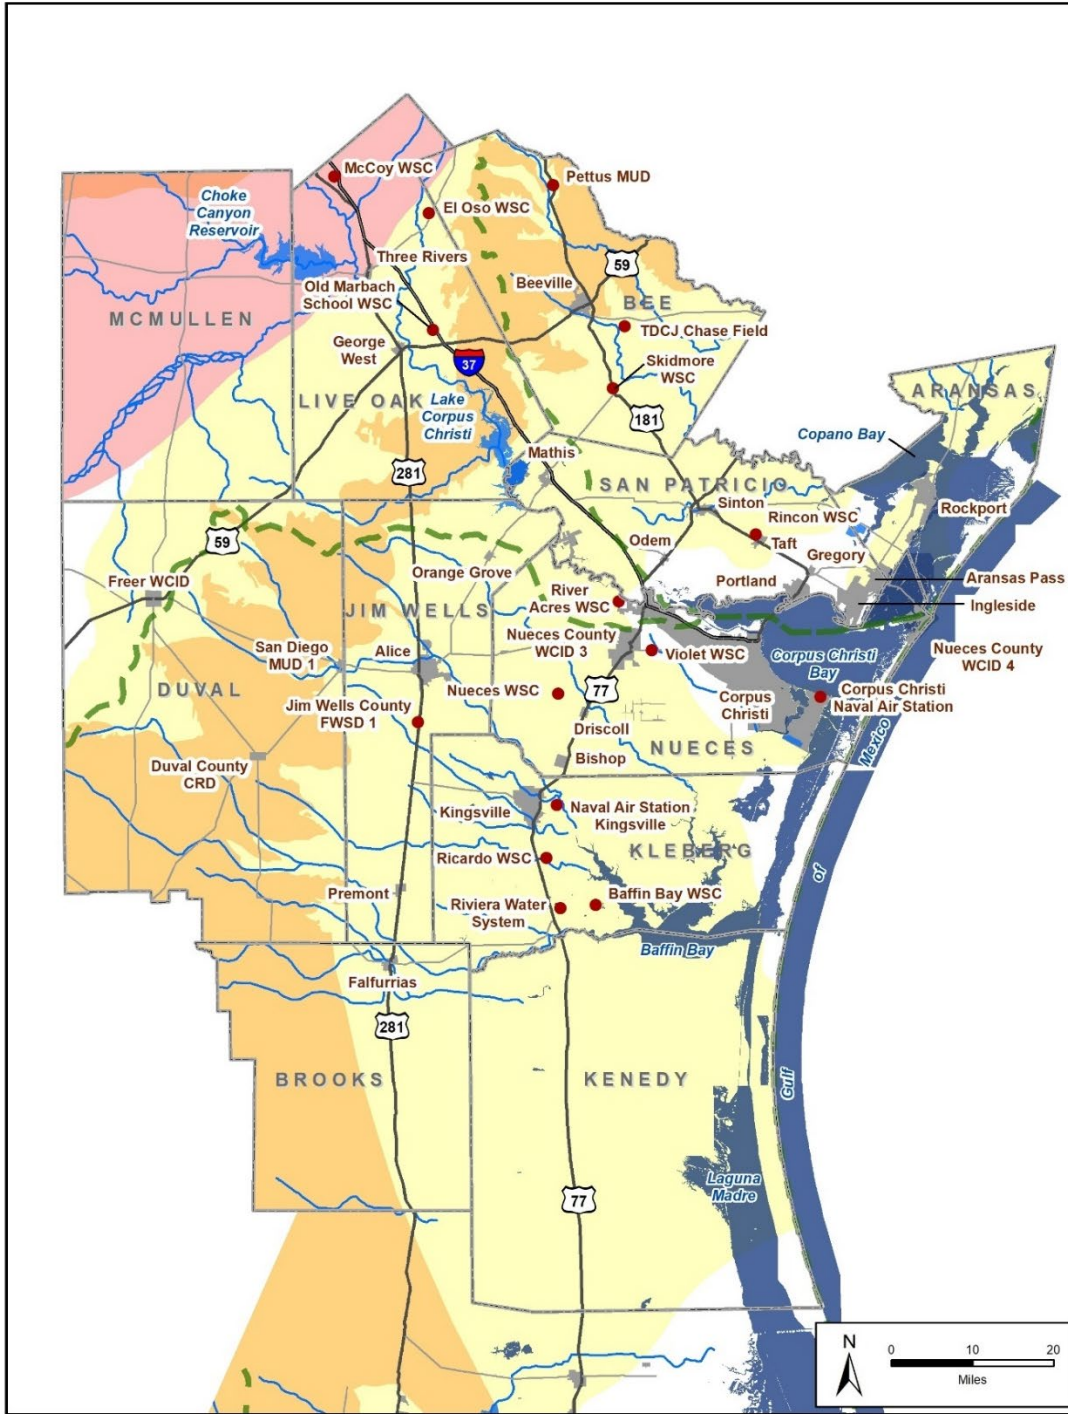 McCoy WSC
Pettus MUD
Choke
Canyon
Reservoir
El Oso WSC
Three Rivers
59
Old Marbach
School WSC
Beeville
BEE
MCMULLEN
TDCJ Chase Field
George
West
37
Skidmore
WSC
ARANSAS
LIVE OAK
Lake
Corpus
Christi
181
Copano Bay
281
Mathis
SAN PATRICIO
Sinton
Rockport
Rincon WSC
59
Taft
Odem
Gregory
Orange Grove
Portland
Aransas Pass
Freer WCID
River
Acres WSC
Ingleside
JIM WELLS
Nueces County
WCID 3
San Diego
MUD 1
Alice
Violet WSC
Corpus Christi
Bay
Nueces County
WCID 4
DUVAL
Nueces WSC
77
Corpus
Christi
Corpus Christi
Naval Air Station
Jim Wells County
FWSD 1
Driscoll
NUECES
Mexico
Duval County
CRD
Bishop
Kingsville
Naval Air Station
Kingsville
KLEBERG
Ricardo WSC
of
Premont
Riviera Water
System
Baffin Bay WSC
Baffin Bay
Falfurrias
281
BROOKS
KENEDY
Gulf
Laguna
Madre
77
N
0 10 20
Miles